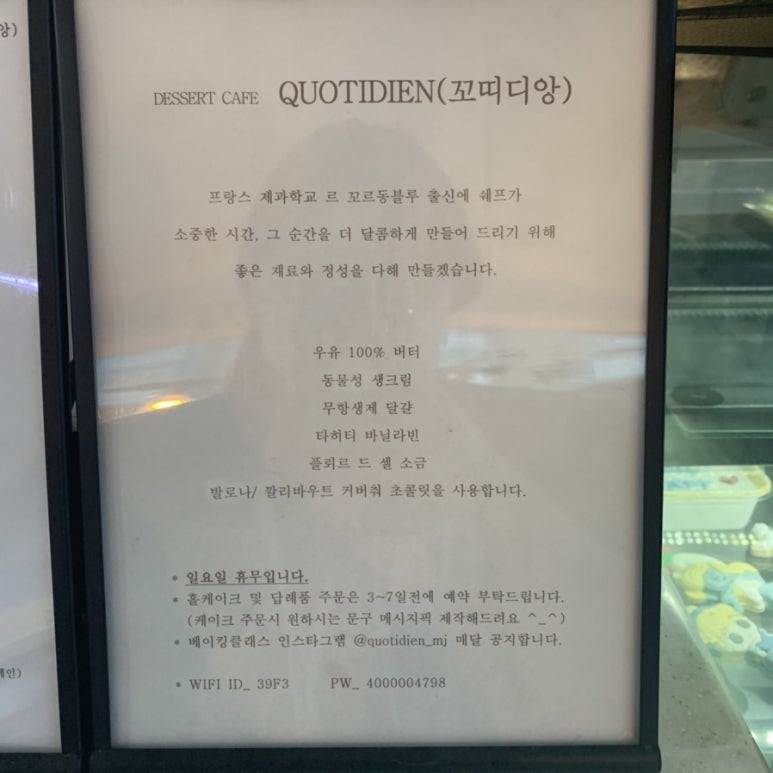 앙)
DESSERT CAFE QUOTIDIEN(꼬띠디앙)
프랑스 제과학교 르 꼬르동블루 출신에 쉐프가
소중한 시간, 그 순간을 더 달콤하게 만들어 드리기 위해
좋은 재료와 정성을 다해 만들겠습니다.
우유 100% 버터
동물성 생크림
무항생제 달걀
타히티 바닐라빈
플뢰르 드 셀 소금
발로나/ 깔리바우트 커버춰 초콜릿을 사용합니다.
* 일요일 휴무입니다.
* 홀케이크 및 답례품 주문은 3~7일전에 예약 부탁드립니다.
(케이크 주문시 원하시는 문구 메시지픽 제작해드려요 ^_^)
* 베이킹클래스 인스타그램 @quotidien_mj 매달 공지합니다.
* WIFI ID_ 39F3 PW_ 4000004798